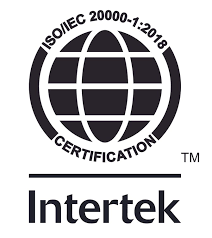 ISO/IEC 20000-1:2018
CERTIFICATION
TM
Intertek